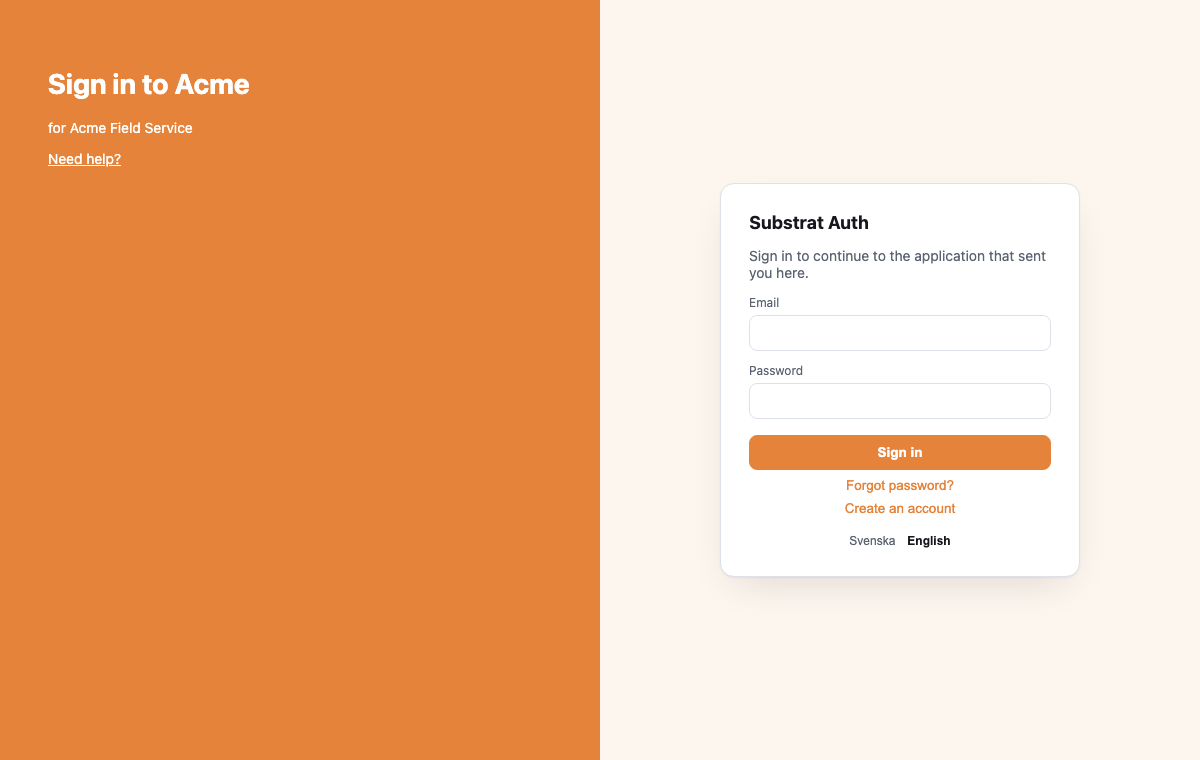 Sign in to Acme
for Acme Field Service
Need help?
Substrat Auth
Sign in to continue to the application that sent
you here.
Email
Password
Sign in
Forgot password?
Create an account
Svenska English